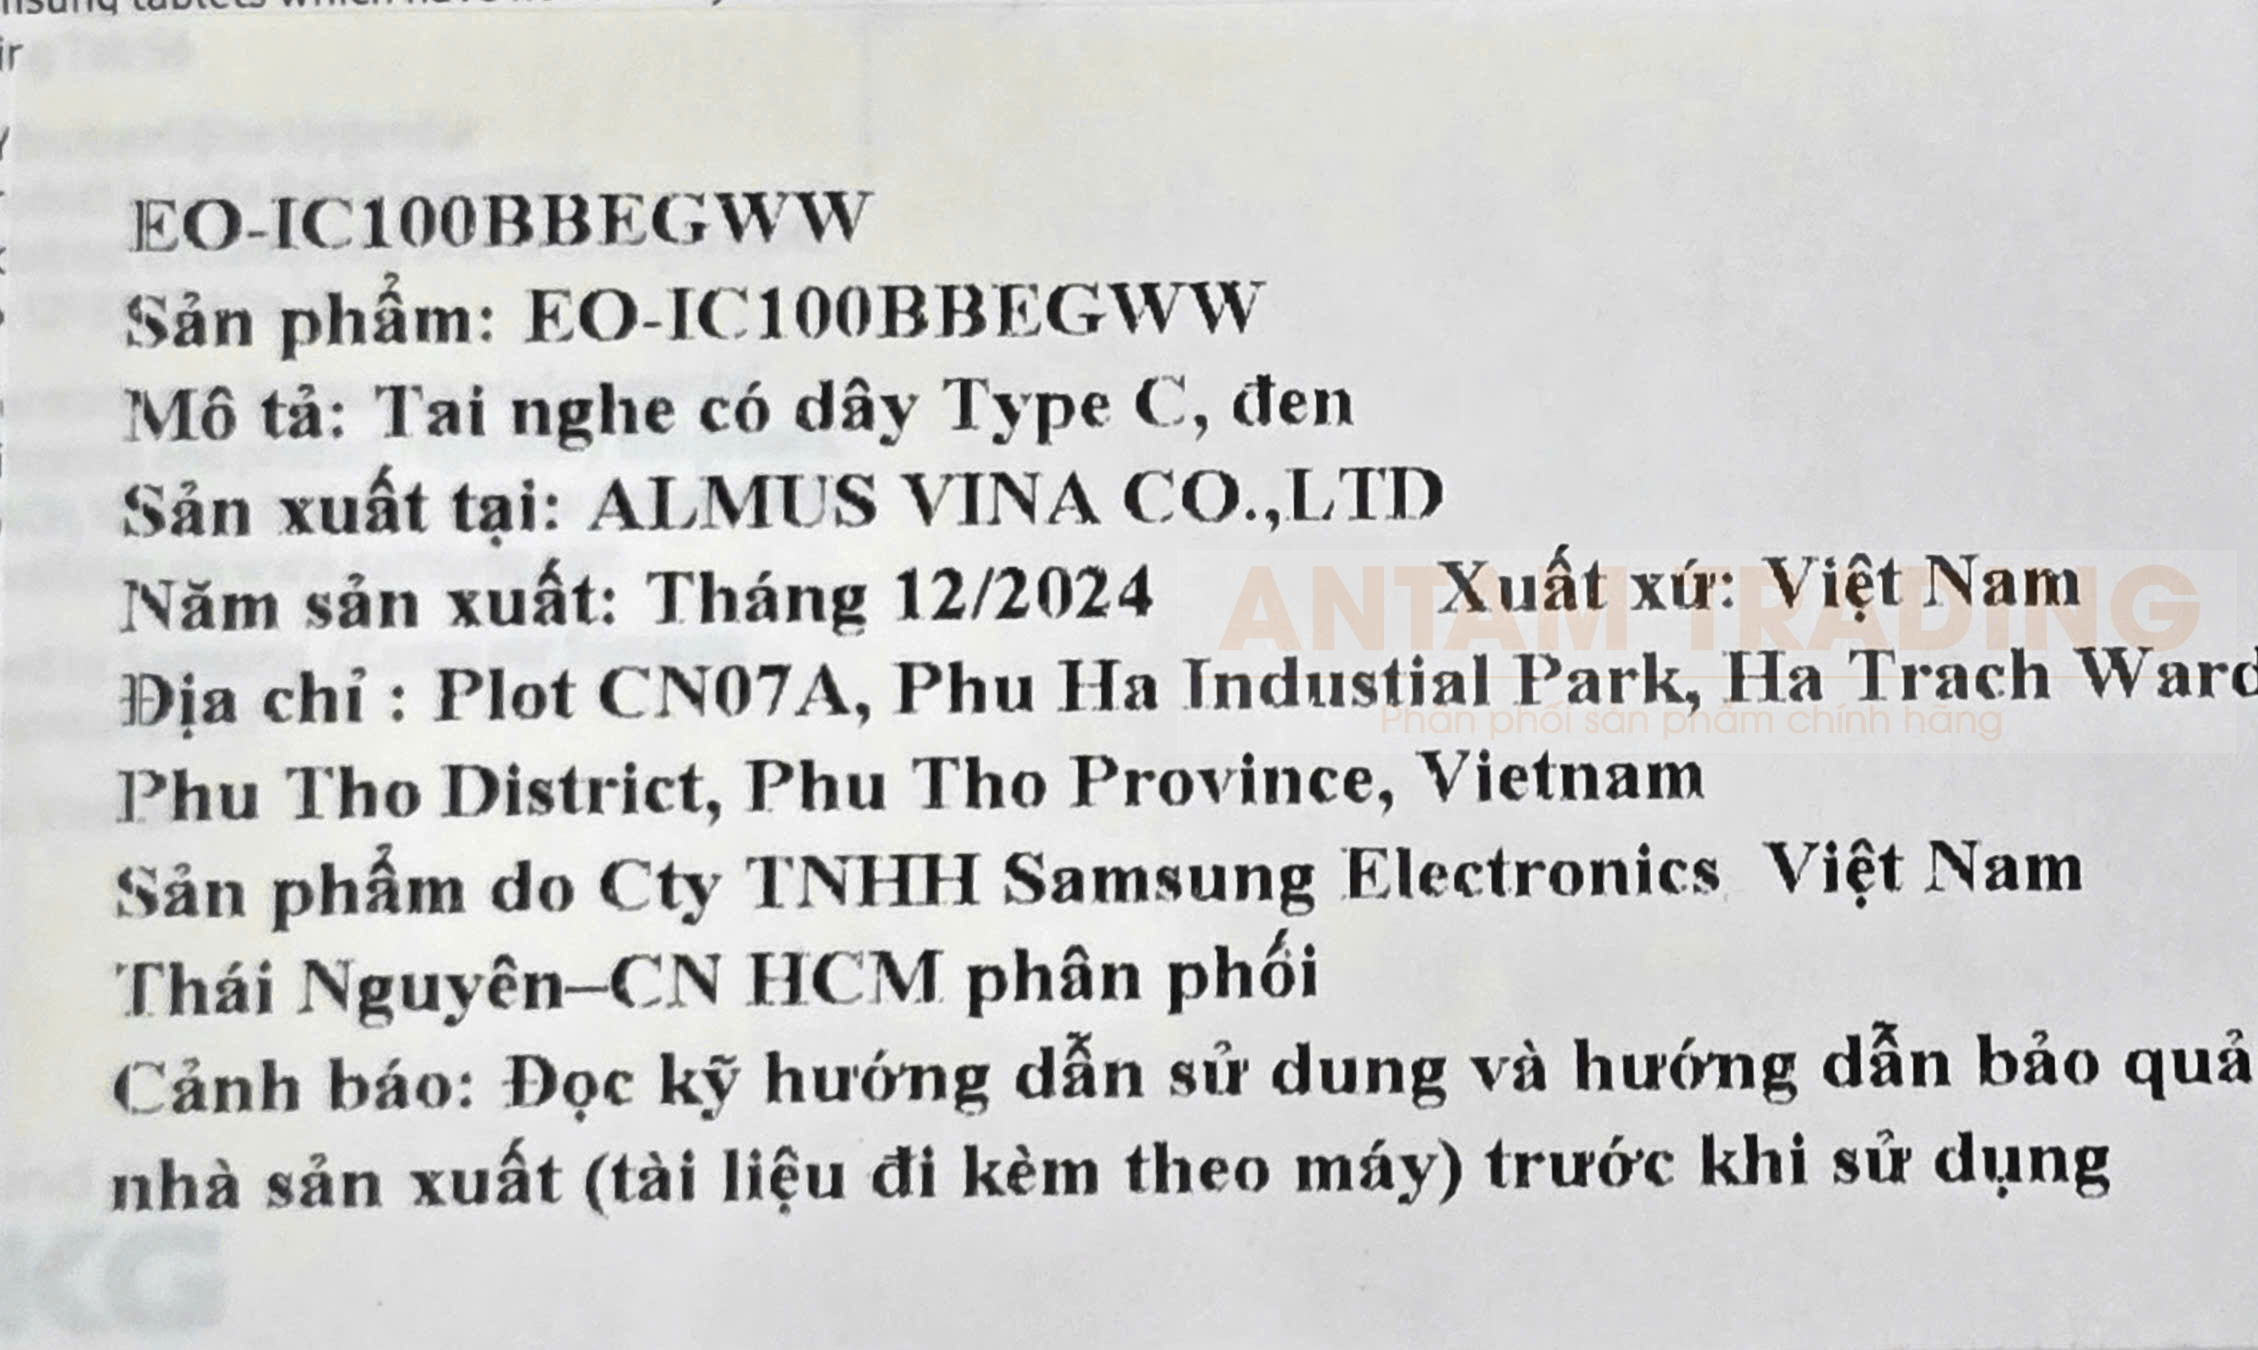 EO-IC100BBEGWW
Sản phẩm: EO-IC100BBEGWW
Mô tả: Tai nghe có dây Type C, đen
Sản xuất tại: ALMUS VINA CO.,LTD
Năm sản xuất: Tháng 12/2024 Xuất xứ: Việt Nam
ANTAM TRADING
Địa chỉ : Plot CN07A, Phu Ha Industial Park, Ha Trach Ward
Phân phối sản phẩm chính hãng
Phu Tho District, Phu Tho Province, Vietnam
Sản phẩm do Cty TNHH Samsung Electronics Việt Nam
Thái Nguyên–CN HCM phân phối
Cảnh báo: Đọc kỹ hướng dẫn sử dung và hướng dẫn bảo quả
nhà sản xuất (tài liệu đi kèm theo máy) trước khi sử dụng
KG